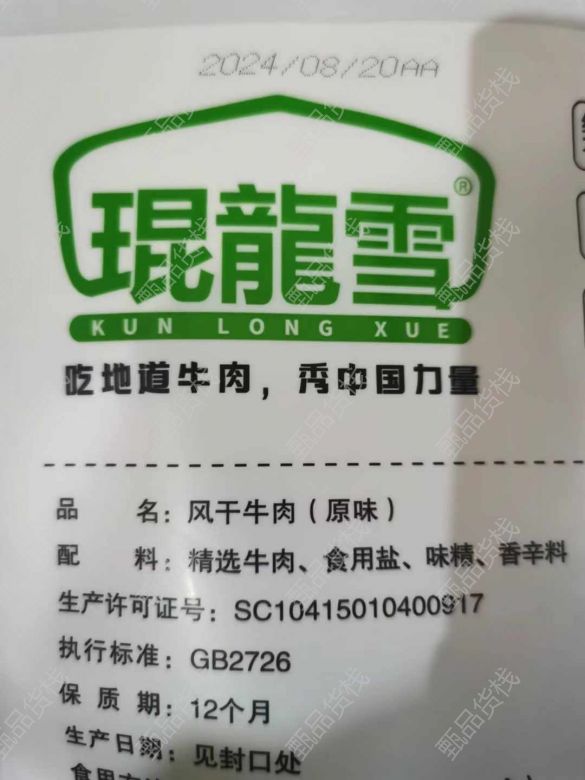 2024/08/20AA
琨龍雪®
KUN LONG XUE
吃地道牛肉，秀中国力量
品 名：风干牛肉（原味）
配 料：精选牛肉、食用盐、味精、香辛料
生产许可证号：SC10415010400917
执行标准：GB2726
保 质 期：12个月
生产日期：见封口处
甄品货栈